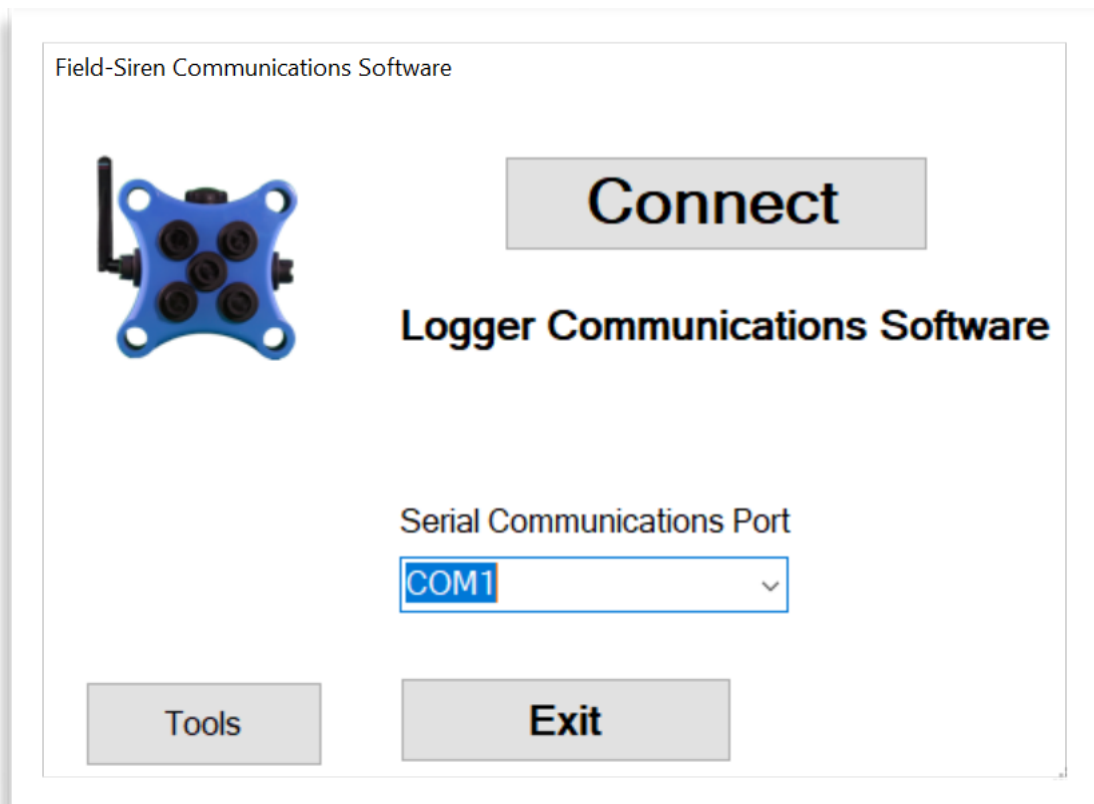 Field-Siren Communications Software
Connect
Logger Communications Software
Serial Communications Port
COM1
Tools
Exit